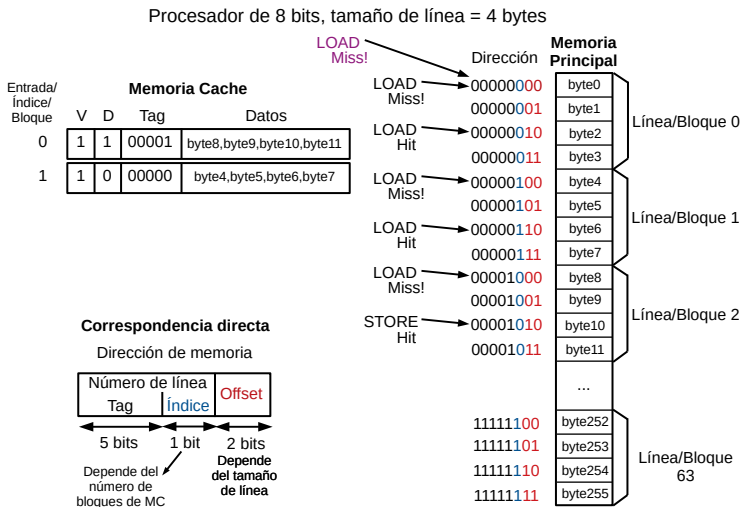 Procesador de 8 bits, tamaño de línea = 4 bytes
Entrada/
Índice/
Bloque
Memoria Cache
V D Tag Datos
0 1 1 00001 byte8,byte9,byte10,byte11
1 1 0 00000 byte4,byte5,byte6,byte7
Correspondencia directa
Dirección de memoria
Número de línea
Tag Índice Offset
5 bits 1 bit 2 bits
Depende del
número de
bloques de MC
Depende
del tamaño
de línea
LOAD
Miss!
Dirección
Memoria
Principal
LOAD
Miss!
00000000 byte0
00000001 byte1
LOAD
Hit
00000010 byte2
00000011 byte3
Línea/Bloque 0
LOAD
Miss!
00000100 byte4
00000101 byte5
LOAD
Hit
00000110 byte6
00000111 byte7
Línea/Bloque 1
LOAD
Miss!
00001000 byte8
00001001 byte9
STORE
Hit
00001010 byte10
00001011 byte11
Línea/Bloque 2
...
11111100 byte252
11111101 byte253
11111110 byte254
11111111 byte255
Línea/Bloque
63